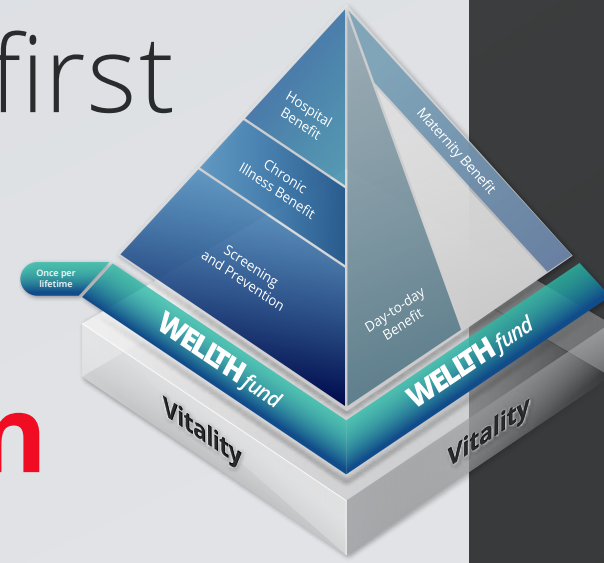 first
Hospital
Benefit
Maternity Benefit
Chronic
Illness Benefit
Screening
and Prevention
Once per
lifetime
Day-to-day
Benefit
WELLTH fund
WELLTH fund
Vitality
Vitality
n